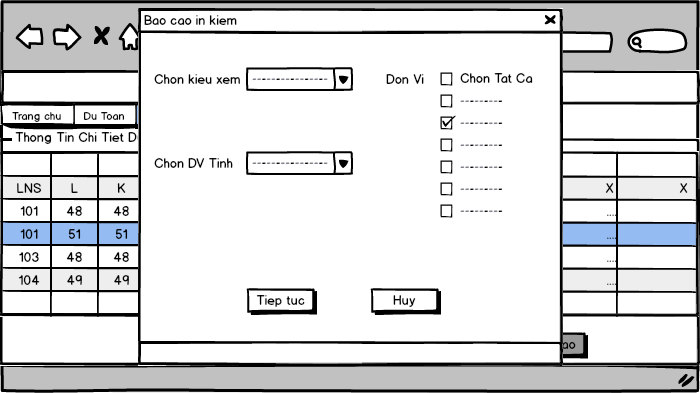 Bao cao in kiem
Chon kieu xem
Don Vi
Chon Tat Ca
Trang chu
Du Toan
Thong Tin Chi Tiet
Chon DV Tinh
LNS L K X X
101 48 48 ....
101 51 51 ....
103 48 48 ....
104 49 49 ....
Tiep tuc
Huy
ao